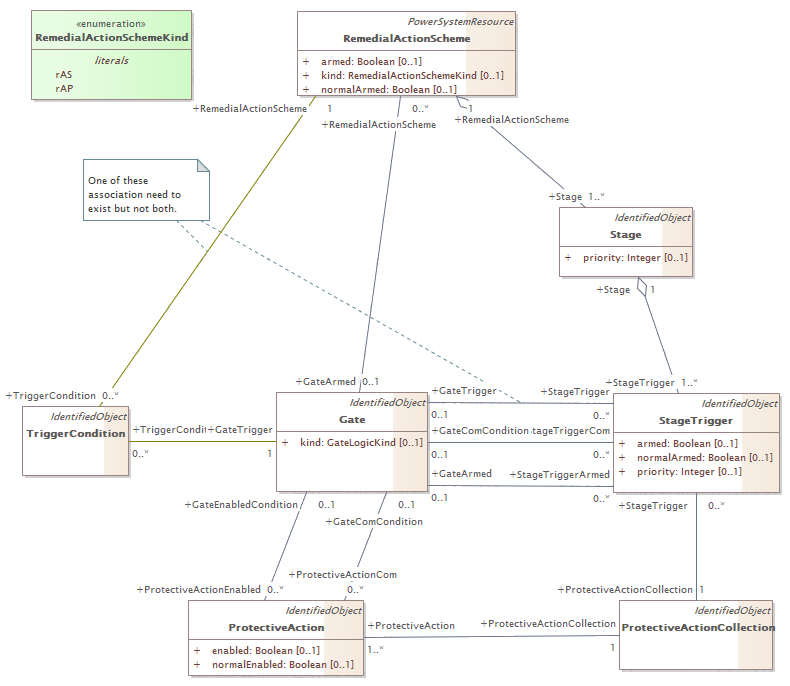 «enumeration»
RemedialActionSchemeKind
literals
rAS
rAP
PowerSystemResource
RemedialActionScheme
+ armed: Boolean [0..1]
+ kind: RemedialActionSchemeKind [0..1]
+ normalArmed: Boolean [0..1]
+RemedialActionScheme 1
0..*
+RemedialActionScheme
1
+RemedialActionScheme
One of these
association need to
exist but not both.
+Stage 1..*
IdentifiedObject
Stage
+ priority: Integer [0..1]
+Stage 1
+GateArmed 0..1
+StageTrigger 1..*
+TriggerCondition 0..*
IdentifiedObject
TriggerCondition
+TriggerCondit
0..*
+GateTrigger
1
IdentifiedObject
Gate
+ kind: GateLogicKind [0..1]
+GateTrigger
0..1
+StageTrigger
0..*
+GateComCondition
0..1
tageTriggerCom
0..*
+GateArmed
0..1
+StageTriggerArmed
0..*
IdentifiedObject
StageTrigger
+ armed: Boolean [0..1]
+ normalArmed: Boolean [0..1]
+ priority: Integer [0..1]
+GateEnabledCondition 0..1
0..1
+GateComCondition
+StageTrigger 0..*
+ProtectiveActionCom
+ProtectiveActionEnabled 0..*
0..*
+ProtectiveActionCollection 1
IdentifiedObject
ProtectiveAction
+ enabled: Boolean [0..1]
+ normalEnabled: Boolean [0..1]
+ProtectiveAction
1..*
+ProtectiveActionCollection
1
IdentifiedObject
ProtectiveActionCollection